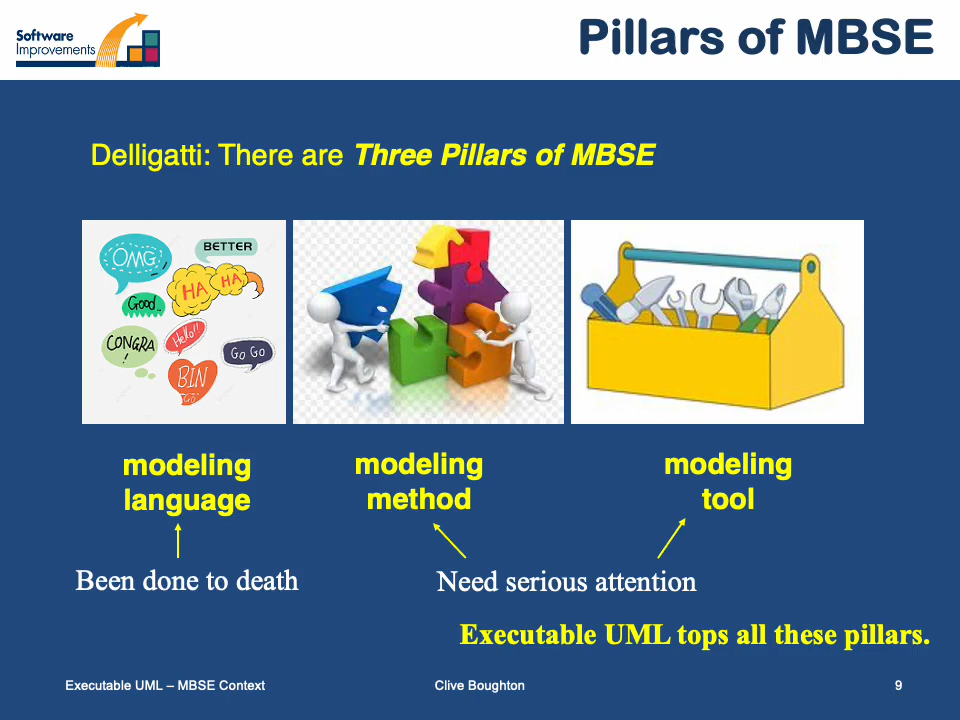 Software
Improvements
Pillars of MBSE
Delligatti: There are Three Pillars of MBSE
OMG
BETTER
HA
HA
Good..
CONGRA
!
Hello!!
GO GO
BIN
GO
modeling
language
modeling
method
modeling
tool
Been done to death
Need serious attention
Executable UML tops all these pillars.
Executable UML – MBSE Context
Clive Boughton
9